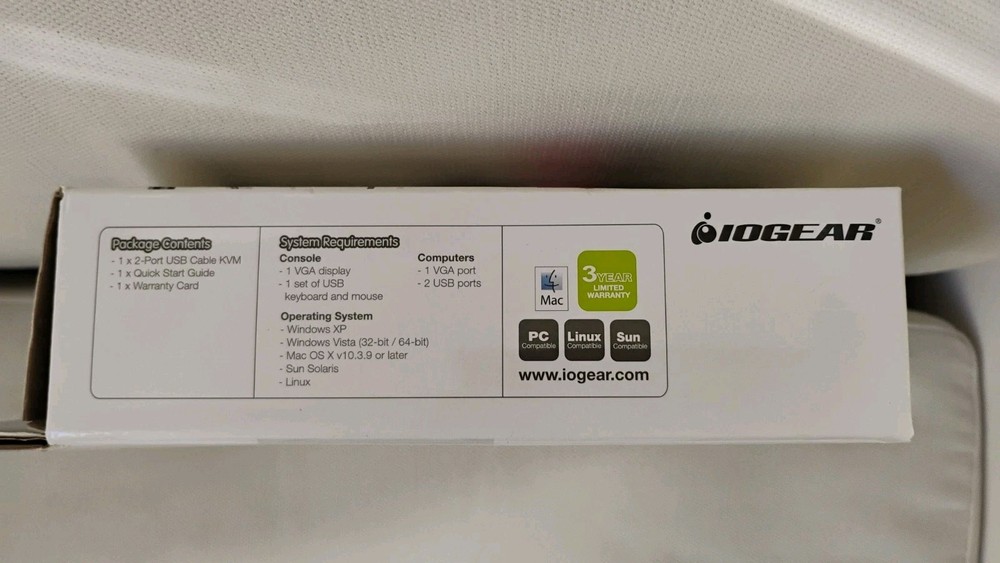 Package Contents
- 1 x 2-Port USB Cable KVM
- 1 x Quick Start Guide
- 1 x Warranty Card
System Requirements
Console
- 1 VGA display
- 1 set of USB
keyboard and mouse
Computers
- 1 VGA port
- 2 USB ports
Operating System
- Windows XP
- Windows Vista (32-bit / 64-bit)
- Mac OS X v10.3.9 or later
- Sun Solaris
- Linux
Mac
3 YEAR
LIMITED
WARRANTY
PC
Compatible
Linux
Compatible
Sun
Compatible
www.iogear.com
IOGEAR®